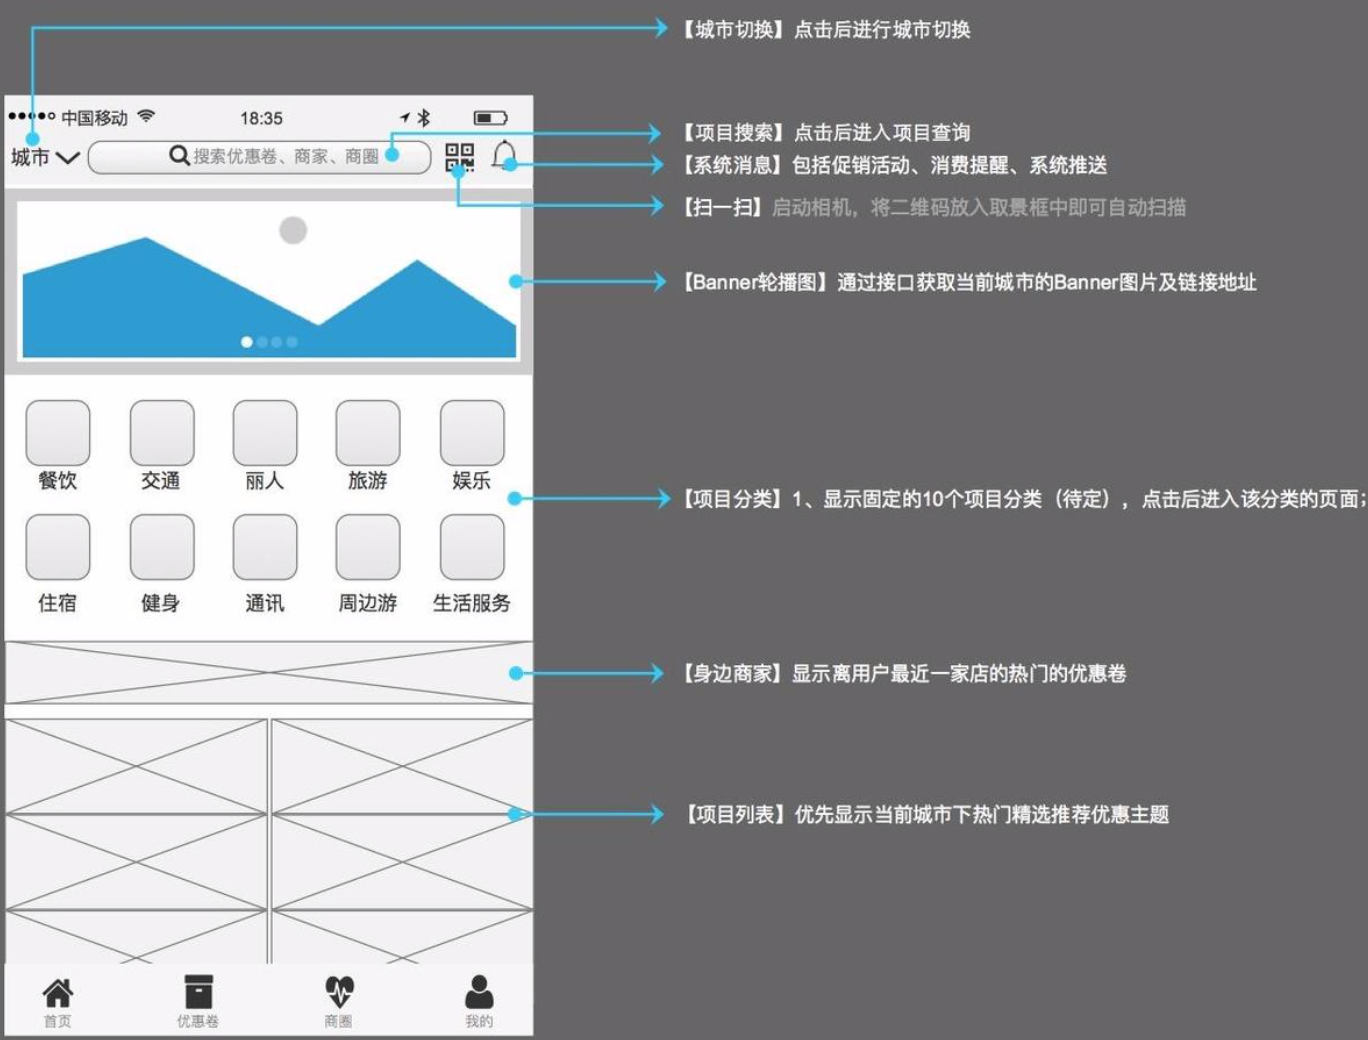 【城市切换】点击后进行城市切换
中国移动 18:35
【项目搜索】点击后进入项目查询
城市 搜索优惠卷、商家、商圈
【系统消息】包括促销活动、消费提醒、系统推送
【扫一扫】启动相机，将二维码放入取景框中即可自动扫描
【Banner轮播图】通过接口获取当前城市的Banner图片及链接地址
餐饮 交通 丽人 旅游 娱乐
【项目分类】1、显示固定的10个项目分类（待定），点击后进入该分类的页面；
住宿 健身 通讯 周边游 生活服务
【身边商家】显示离用户最近一家店的热门的优惠卷
【项目列表】优先显示当前城市下热门精选推荐优惠主题
首页 优惠卷 商圈 我的